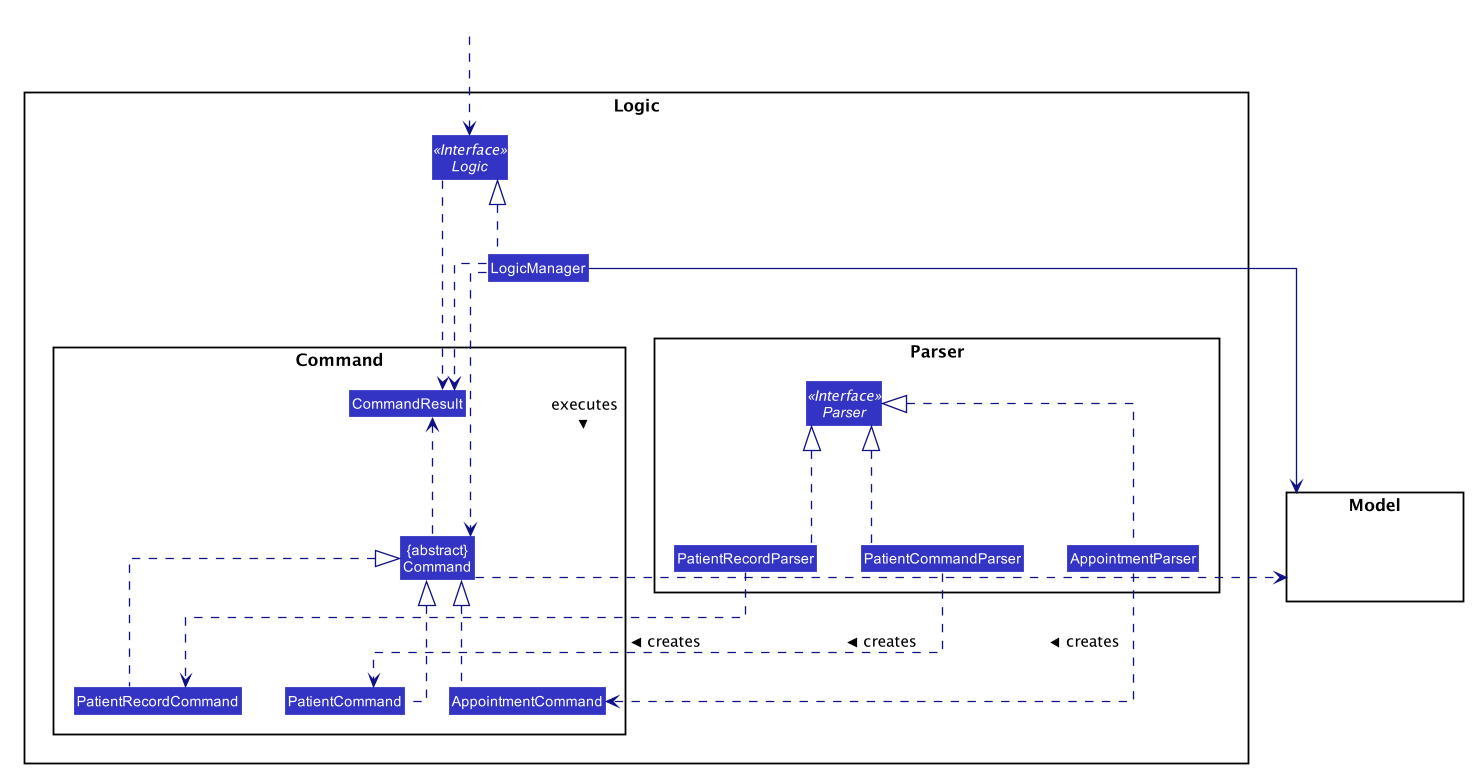 Logic
«Interface»
Logic
LogicManager
Command
Parser
CommandResult
executes
«Interface»
Parser
Model
{abstract}
Command
PatientRecordParser
PatientCommandParser
AppointmentParser
creates
creates
creates
PatientRecordCommand
PatientCommand
AppointmentCommand